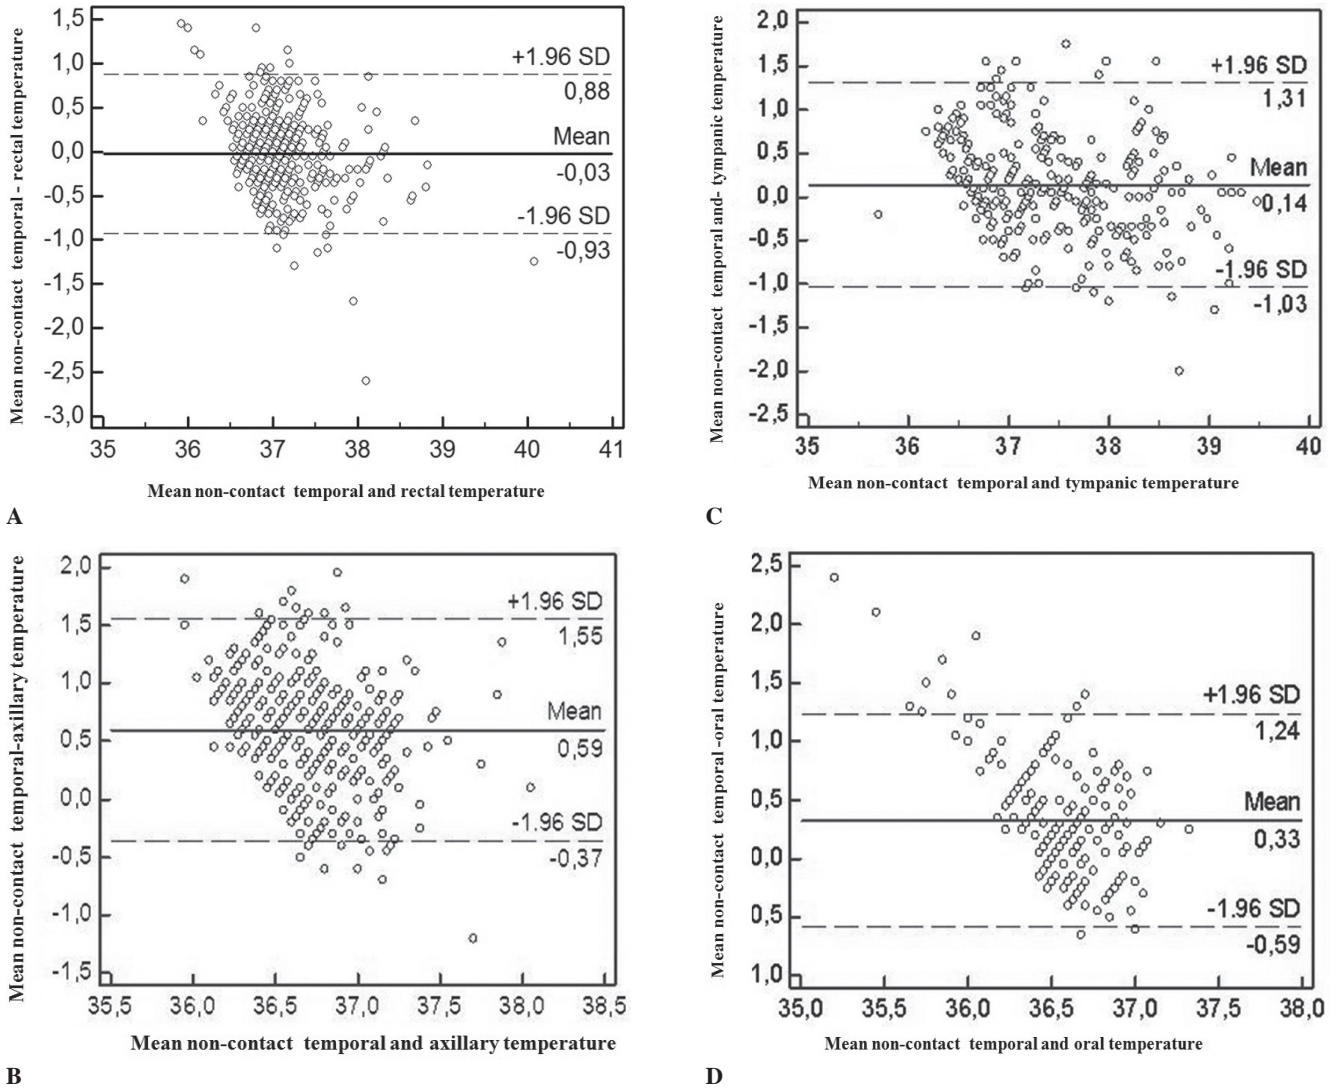 Mean non-contact temporal - rectal temperature
1,5
1,0
0,5
0,0
-0,5
-1,0
-1,5
-2,0
-2,5
-3,0
+1.96 SD
0,88
Mean
-0,03
-1.96 SD
-0,93
35 36 37 38 39 40 41
Mean non-contact temporal and rectal temperature
A
Mean non-contact temporal and- tympanic temperature
2,0
1,5
1,0
0,5
0,0
-0,5
-1,0
-1,5
-2,0
-2,5
+1.96 SD
1,31
Mean
0,14
-1.96 SD
-1,03
35 36 37 38 39 40
Mean non-contact temporal and tympanic temperature
C
Mean non-contact temporal-axillary temperature
2,0
1,5
1,0
0,5
0,0
-0,5
-1,0
-1,5
+1.96 SD
1,55
Mean
0,59
-1.96 SD
-0,37
35,5 36,0 36,5 37,0 37,5 38,0 38,5
Mean non-contact temporal and axillary temperature
B
Mean non-contact temporal -oral temperature
2,5
2,0
1,5
1,0
0,5
0,0
0,5
1,0
+1.96 SD
1,24
Mean
0,33
-1.96 SD
-0,59
35,0 35,5 36,0 36,5 37,0 37,5 38,0
Mean non-contact temporal and oral temperature
D